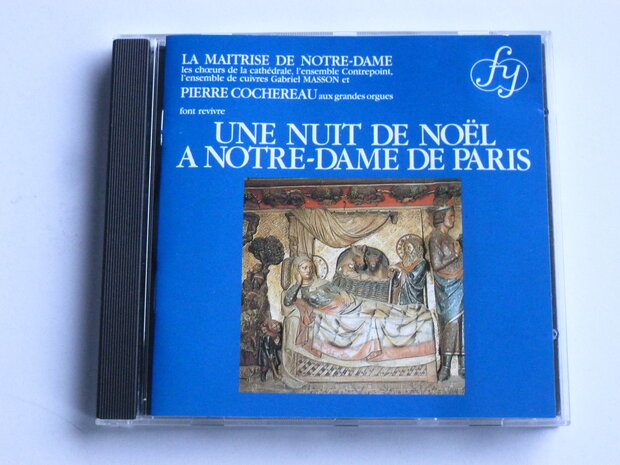 LA MAITRISE DE NOTRE-DAME
les chœurs de la cathédrale, l'ensemble Contrepoint,
l'ensemble de cuivres Gabriel MASSON et
PIERRE COCHEREAU aux grandes orgues
font revivre
UNE NUIT DE NOËL
A NOTRE-DAME DE PARIS
fy